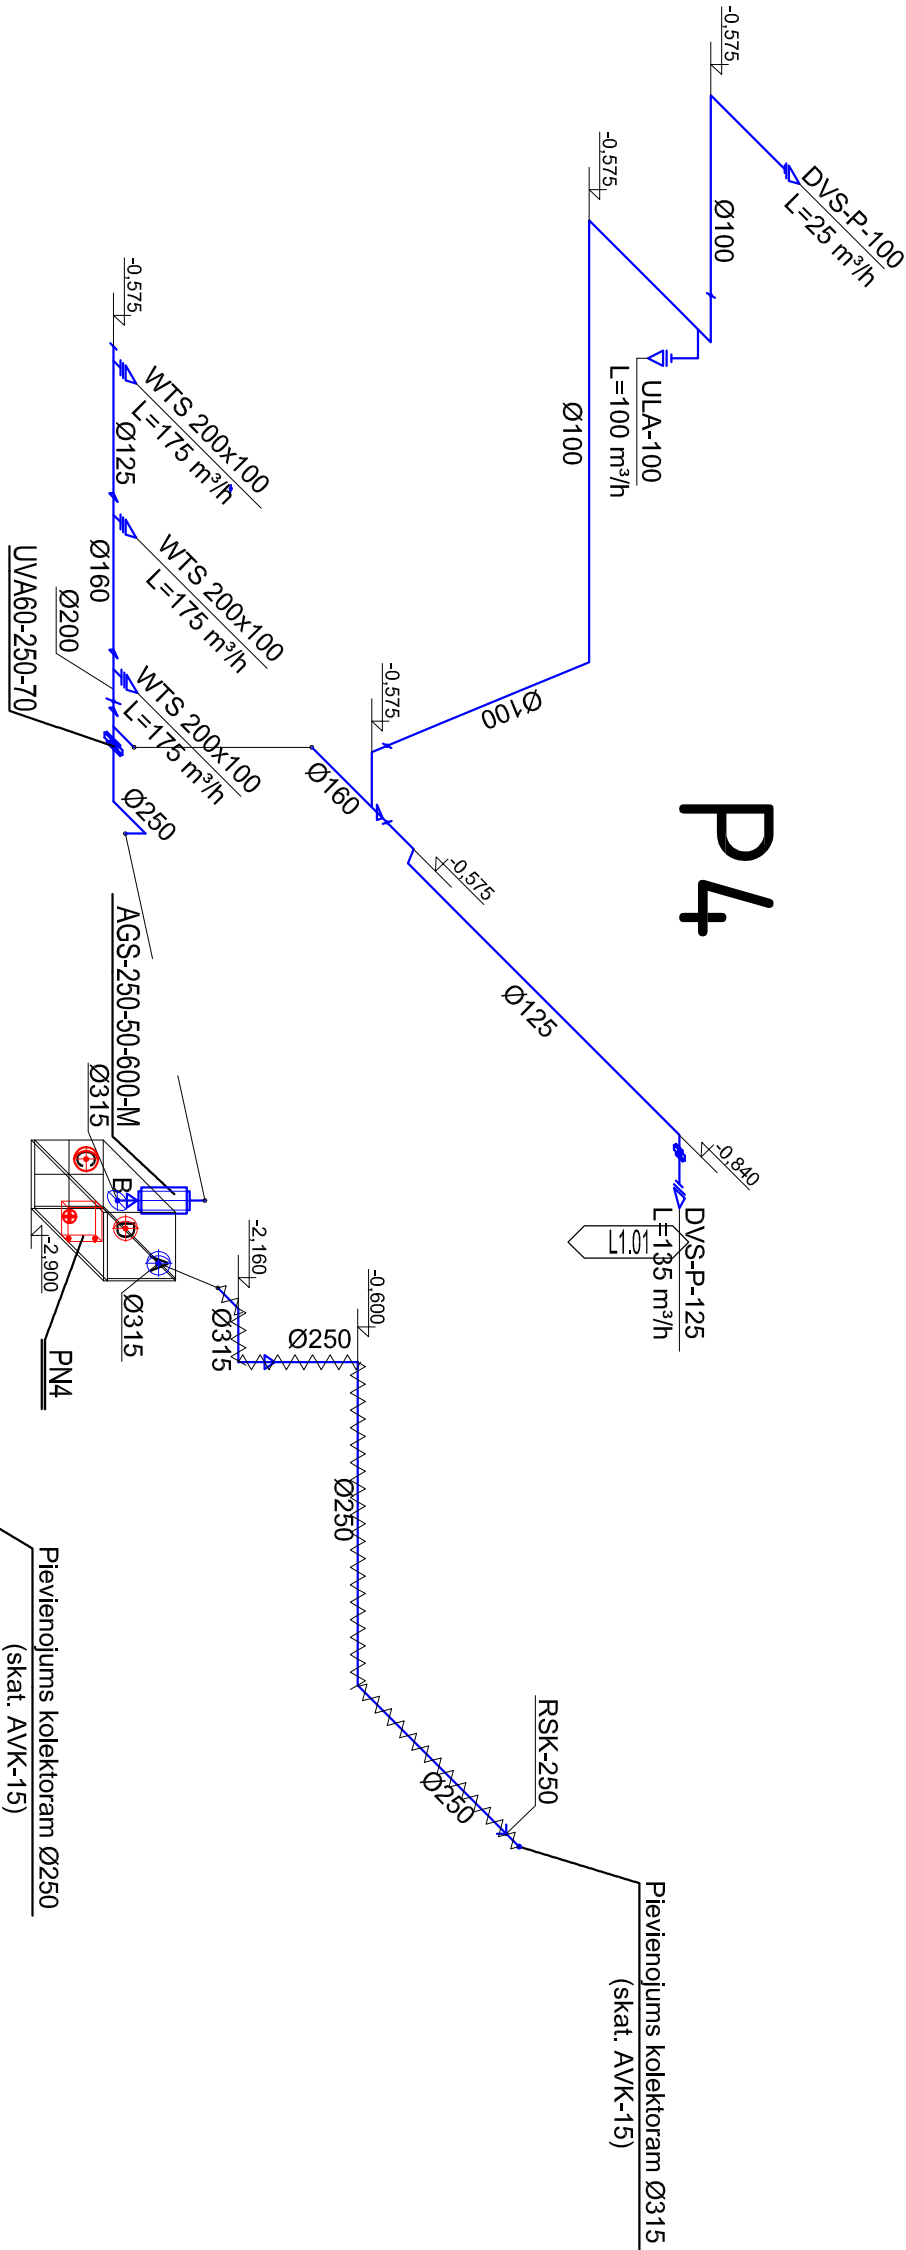 P4
-0,575
DVS-P-100
L=25 m³/h
Ø100
-0,575
ULA-100
L=100 m³/h
Ø100
Ø100
-0,575
-0,575
WTS 200x100
L=175 m³/h
Ø125
WTS 200x100
L=175 m³/h
Ø160
Ø200
WTS 200x100
L=175 m³/h
UVA60-250-70
Ø250
Ø160
-0,575
Ø125
-0,840
DVS-P-125
L=135 m³/h
L1.01
AGS-250-50-600-M
Ø315
C
B
D
A
-2,900
PN4
Ø315
-2,160
Ø315
-0,600
Ø250
Ø250
Ø250
RSK-250
Pievienojums kolektoram Ø315
(skat. AVK-15)
Pievienojums kolektoram Ø250
(skat. AVK-15)